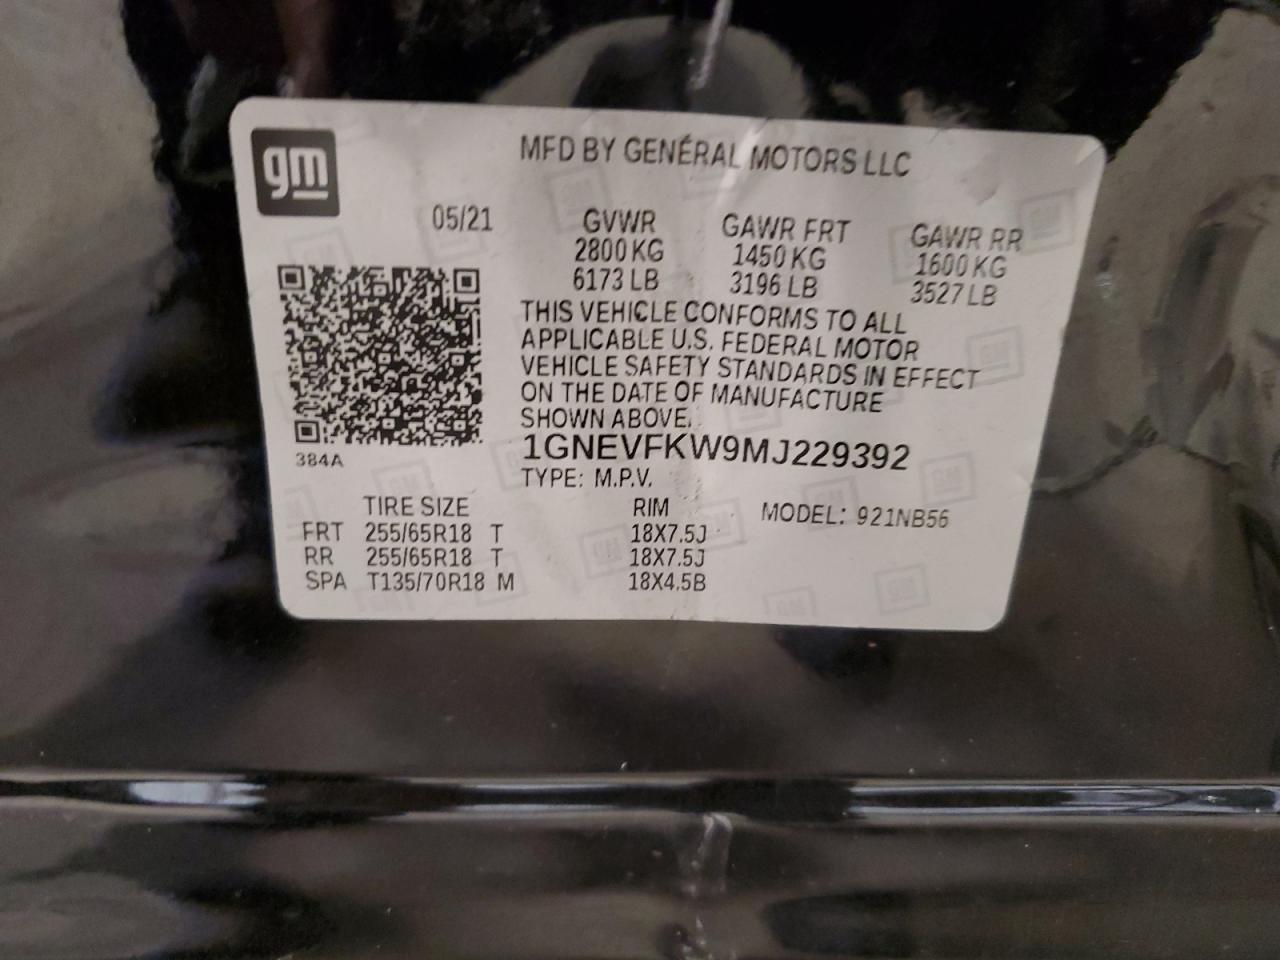 gm
MFD BY GENERAL MOTORS LLC
05/21
GVWR GAWR FRT GAWR RR
2800 KG 1450 KG 1600 KG
6173 LB 3196 LB 3527 LB
THIS VEHICLE CONFORMS TO ALL
APPLICABLE U.S. FEDERAL MOTOR
VEHICLE SAFETY STANDARDS IN EFFECT
ON THE DATE OF MANUFACTURE
SHOWN ABOVE.
384A
1GNEVFKW9MJ229392
TYPE: M.P.V.
TIRE SIZE RIM MODEL: 921NB56
FRT 255/65R18 T 18X7.5J
RR 255/65R18 T 18X7.5J
SPA T135/70R18 M 18X4.5B